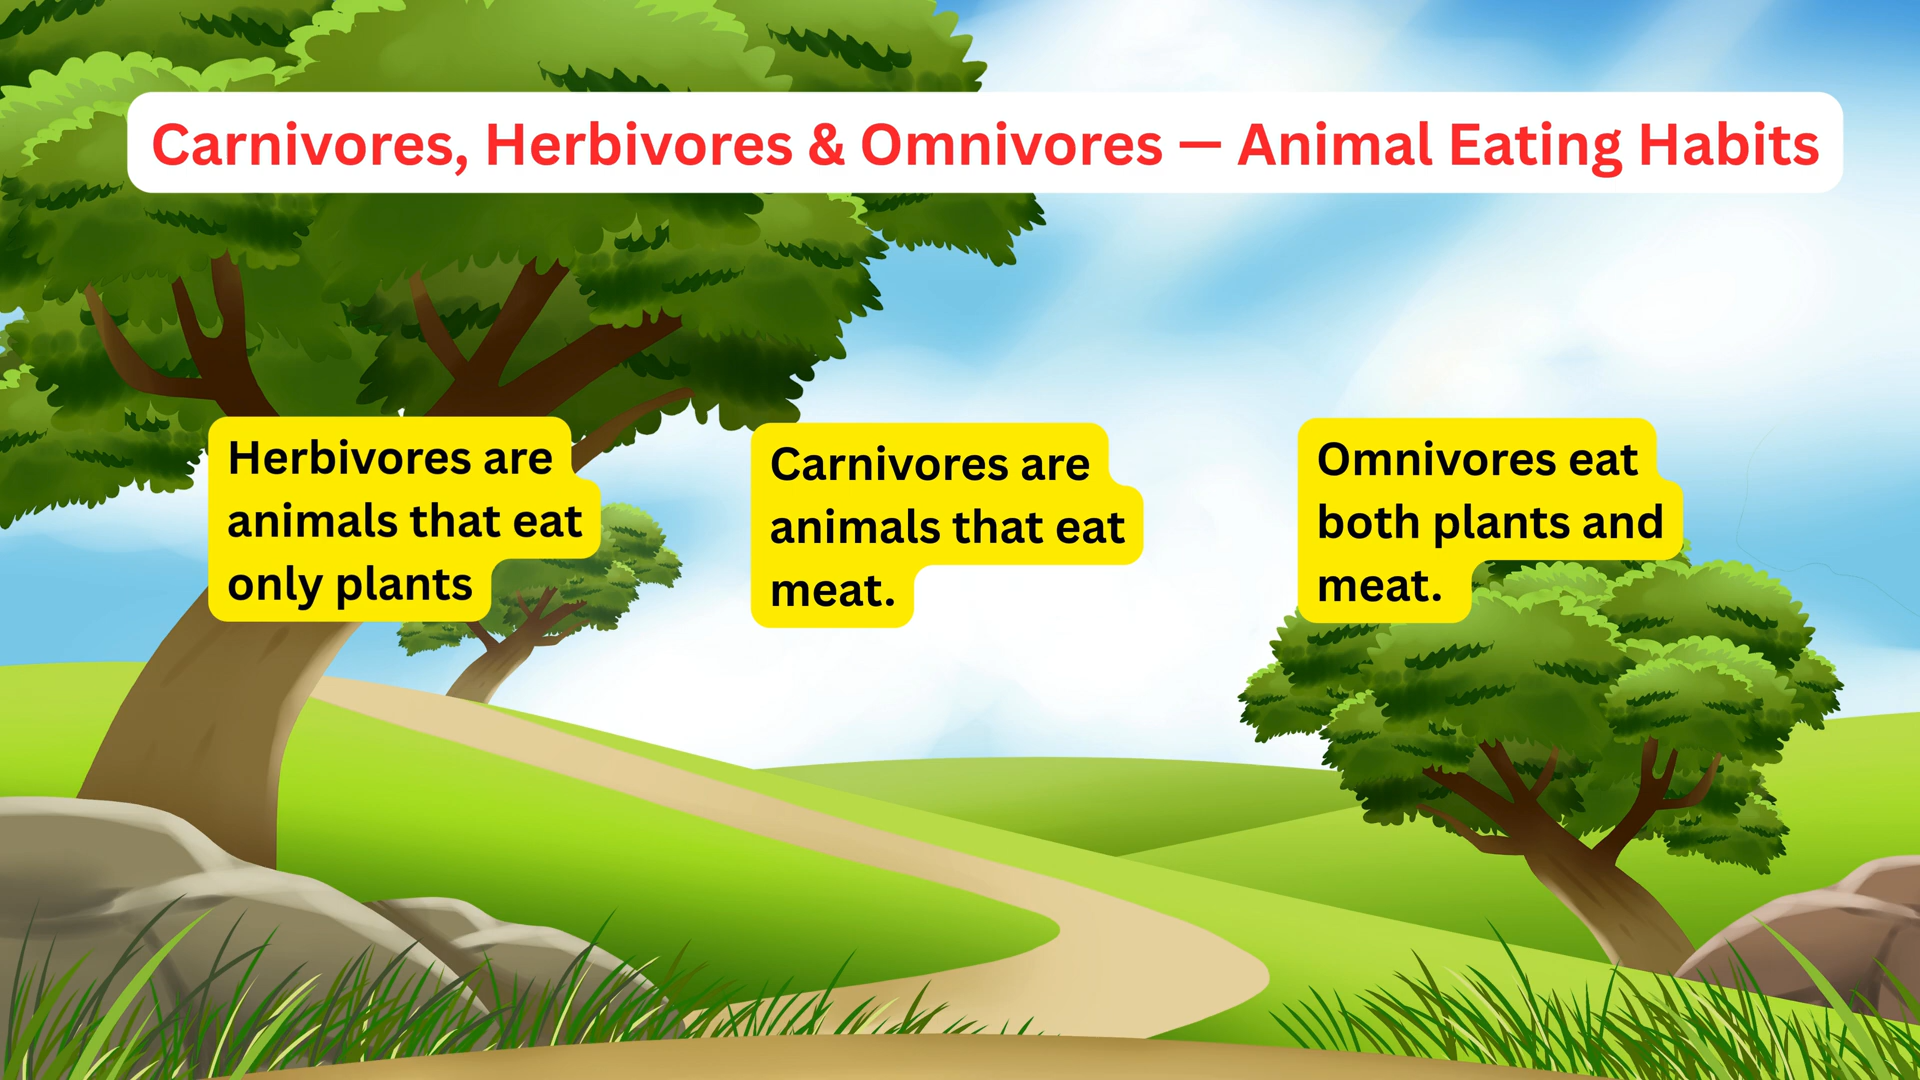 Carnivores, Herbivores & Omnivores — Animal Eating Habits
Herbivores are
animals that eat
only plants
Carnivores are
animals that eat
meat.
Omnivores eat
both plants and
meat.